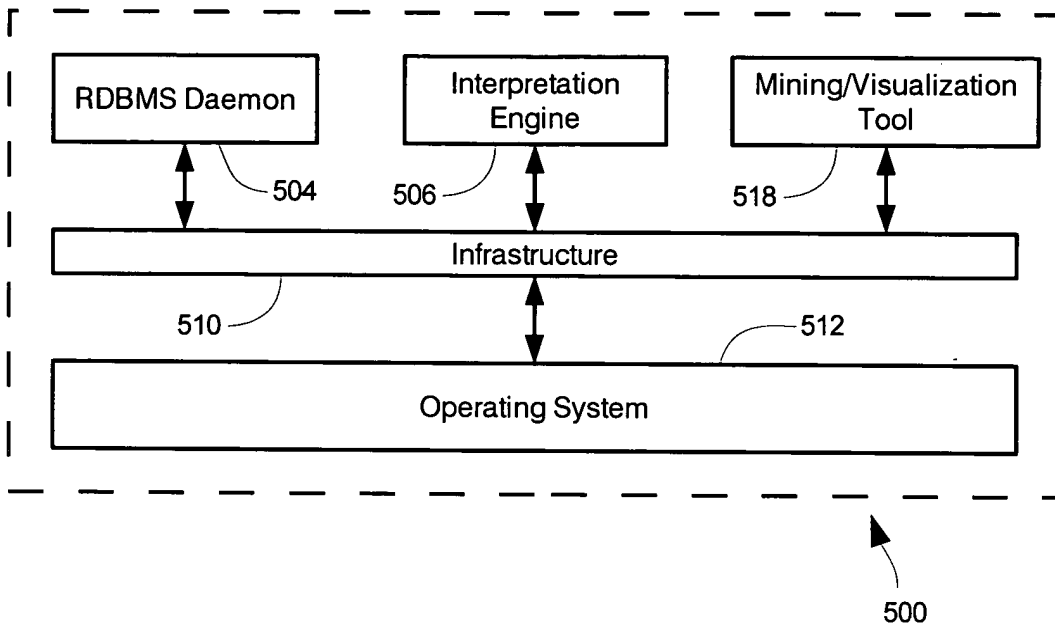 RDBMS Daemon
Interpretation
Engine
Mining/Visualization
Tool
504
506
518
Infrastructure
510
512
Operating System
500